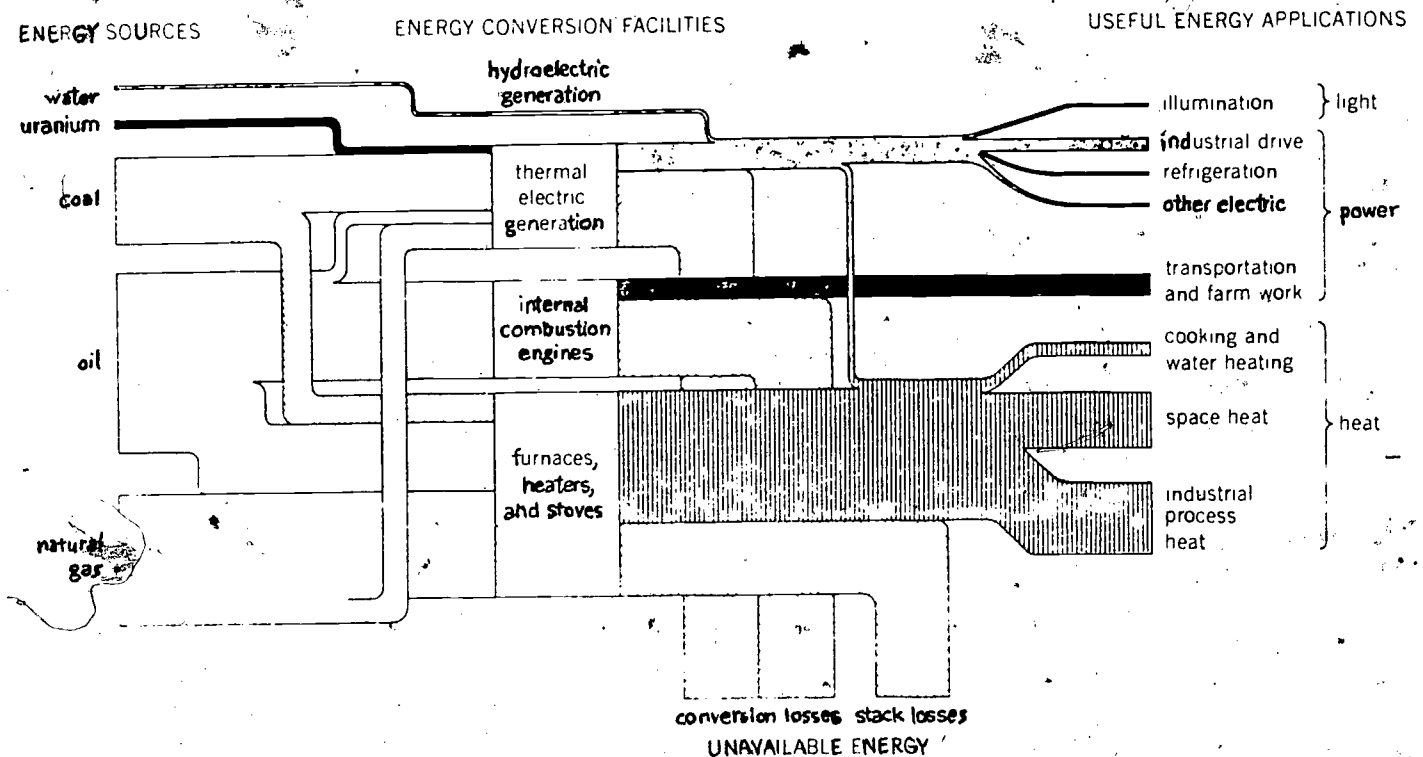 ENERGY SOURCES
ENERGY CONVERSION FACILITIES
USEFUL ENERGY APPLICATIONS
water
uranium
coal
oil
natural
gas
hydroelectric
generation
thermal
electric
generation
internal
combustion
engines
furnaces,
heaters,
and stoves
illumination
light
industrial drive
refrigeration
other electric
power
transportation
and farm work
cooking and
water heating
space heat
heat
industrial
process
heat
conversion losses
stack losses
UNAVAILABLE ENERGY